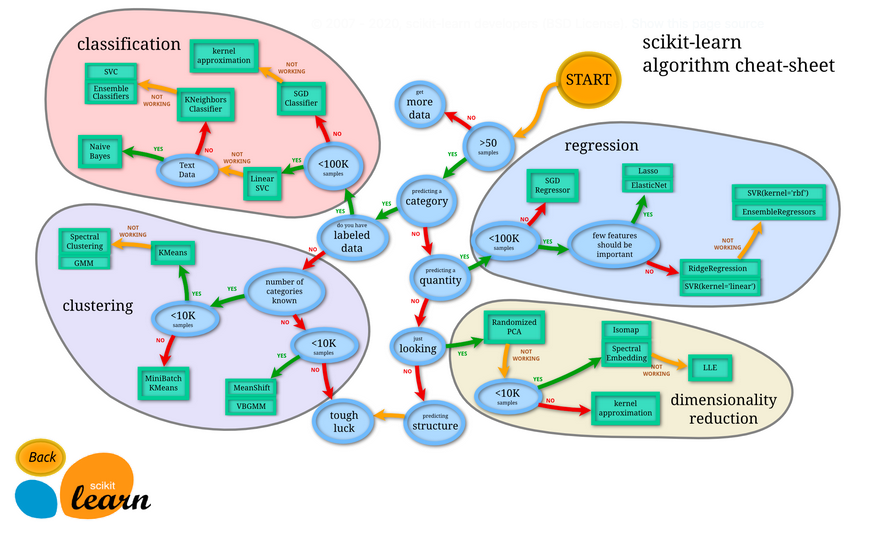 scikit-learn
algorithm cheat-sheet
START
>50
samples
NO
get
more
data
YES
predicting a
category
YES
do you have
labeled
data
YES
classification
<100K
samples
NO
SGD
Classifier
NOT
WORKING
kernel
approximation
YES
Linear
SVC
NOT
WORKING
Text
Data
YES
Naive
Bayes
NO
KNeighbors
Classifier
NOT
WORKING
SVC
Ensemble
Classifiers
NO
clustering
number of
categories
known
YES
<10K
samples
YES
KMeans
NOT
WORKING
Spectral
Clustering
GMM
NO
MiniBatch
KMeans
NO
<10K
samples
YES
MeanShift
VBGMM
NO
tough
luck
NO
predicting a
quantity
YES
regression
<100K
samples
NO
SGD
Regressor
YES
few features
should be
important
YES
Lasso
ElasticNet
NO
RidgeRegression
SVR(kernel='linear')
NOT
WORKING
SVR(kernel='rbf')
EnsembleRegressors
NO
just
looking
YES
dimensionality
reduction
Randomized
PCA
NOT
WORKING
<10K
samples
YES
Isomap
Spectral
Embedding
NOT
WORKING
LLE
NO
kernel
approximation
NO
predicting
structure
Back
scikit
learn